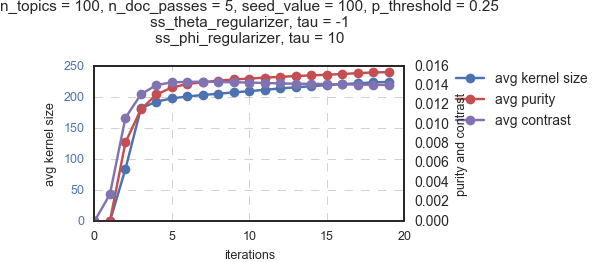 n_topics = 100, n_doc_passes = 5, seed_value = 100, p_threshold = 0.25
ss_theta_regularizer, tau = -1
ss_phi_regularizer, tau = 10
250
200
150
100
50
0
avg kernel size
0
5
10
15
20
iterations
0.016
0.014
0.012
0.010
0.008
0.006
0.004
0.002
0.000
purity and contrast
avg kernel size
avg purity
avg contrast